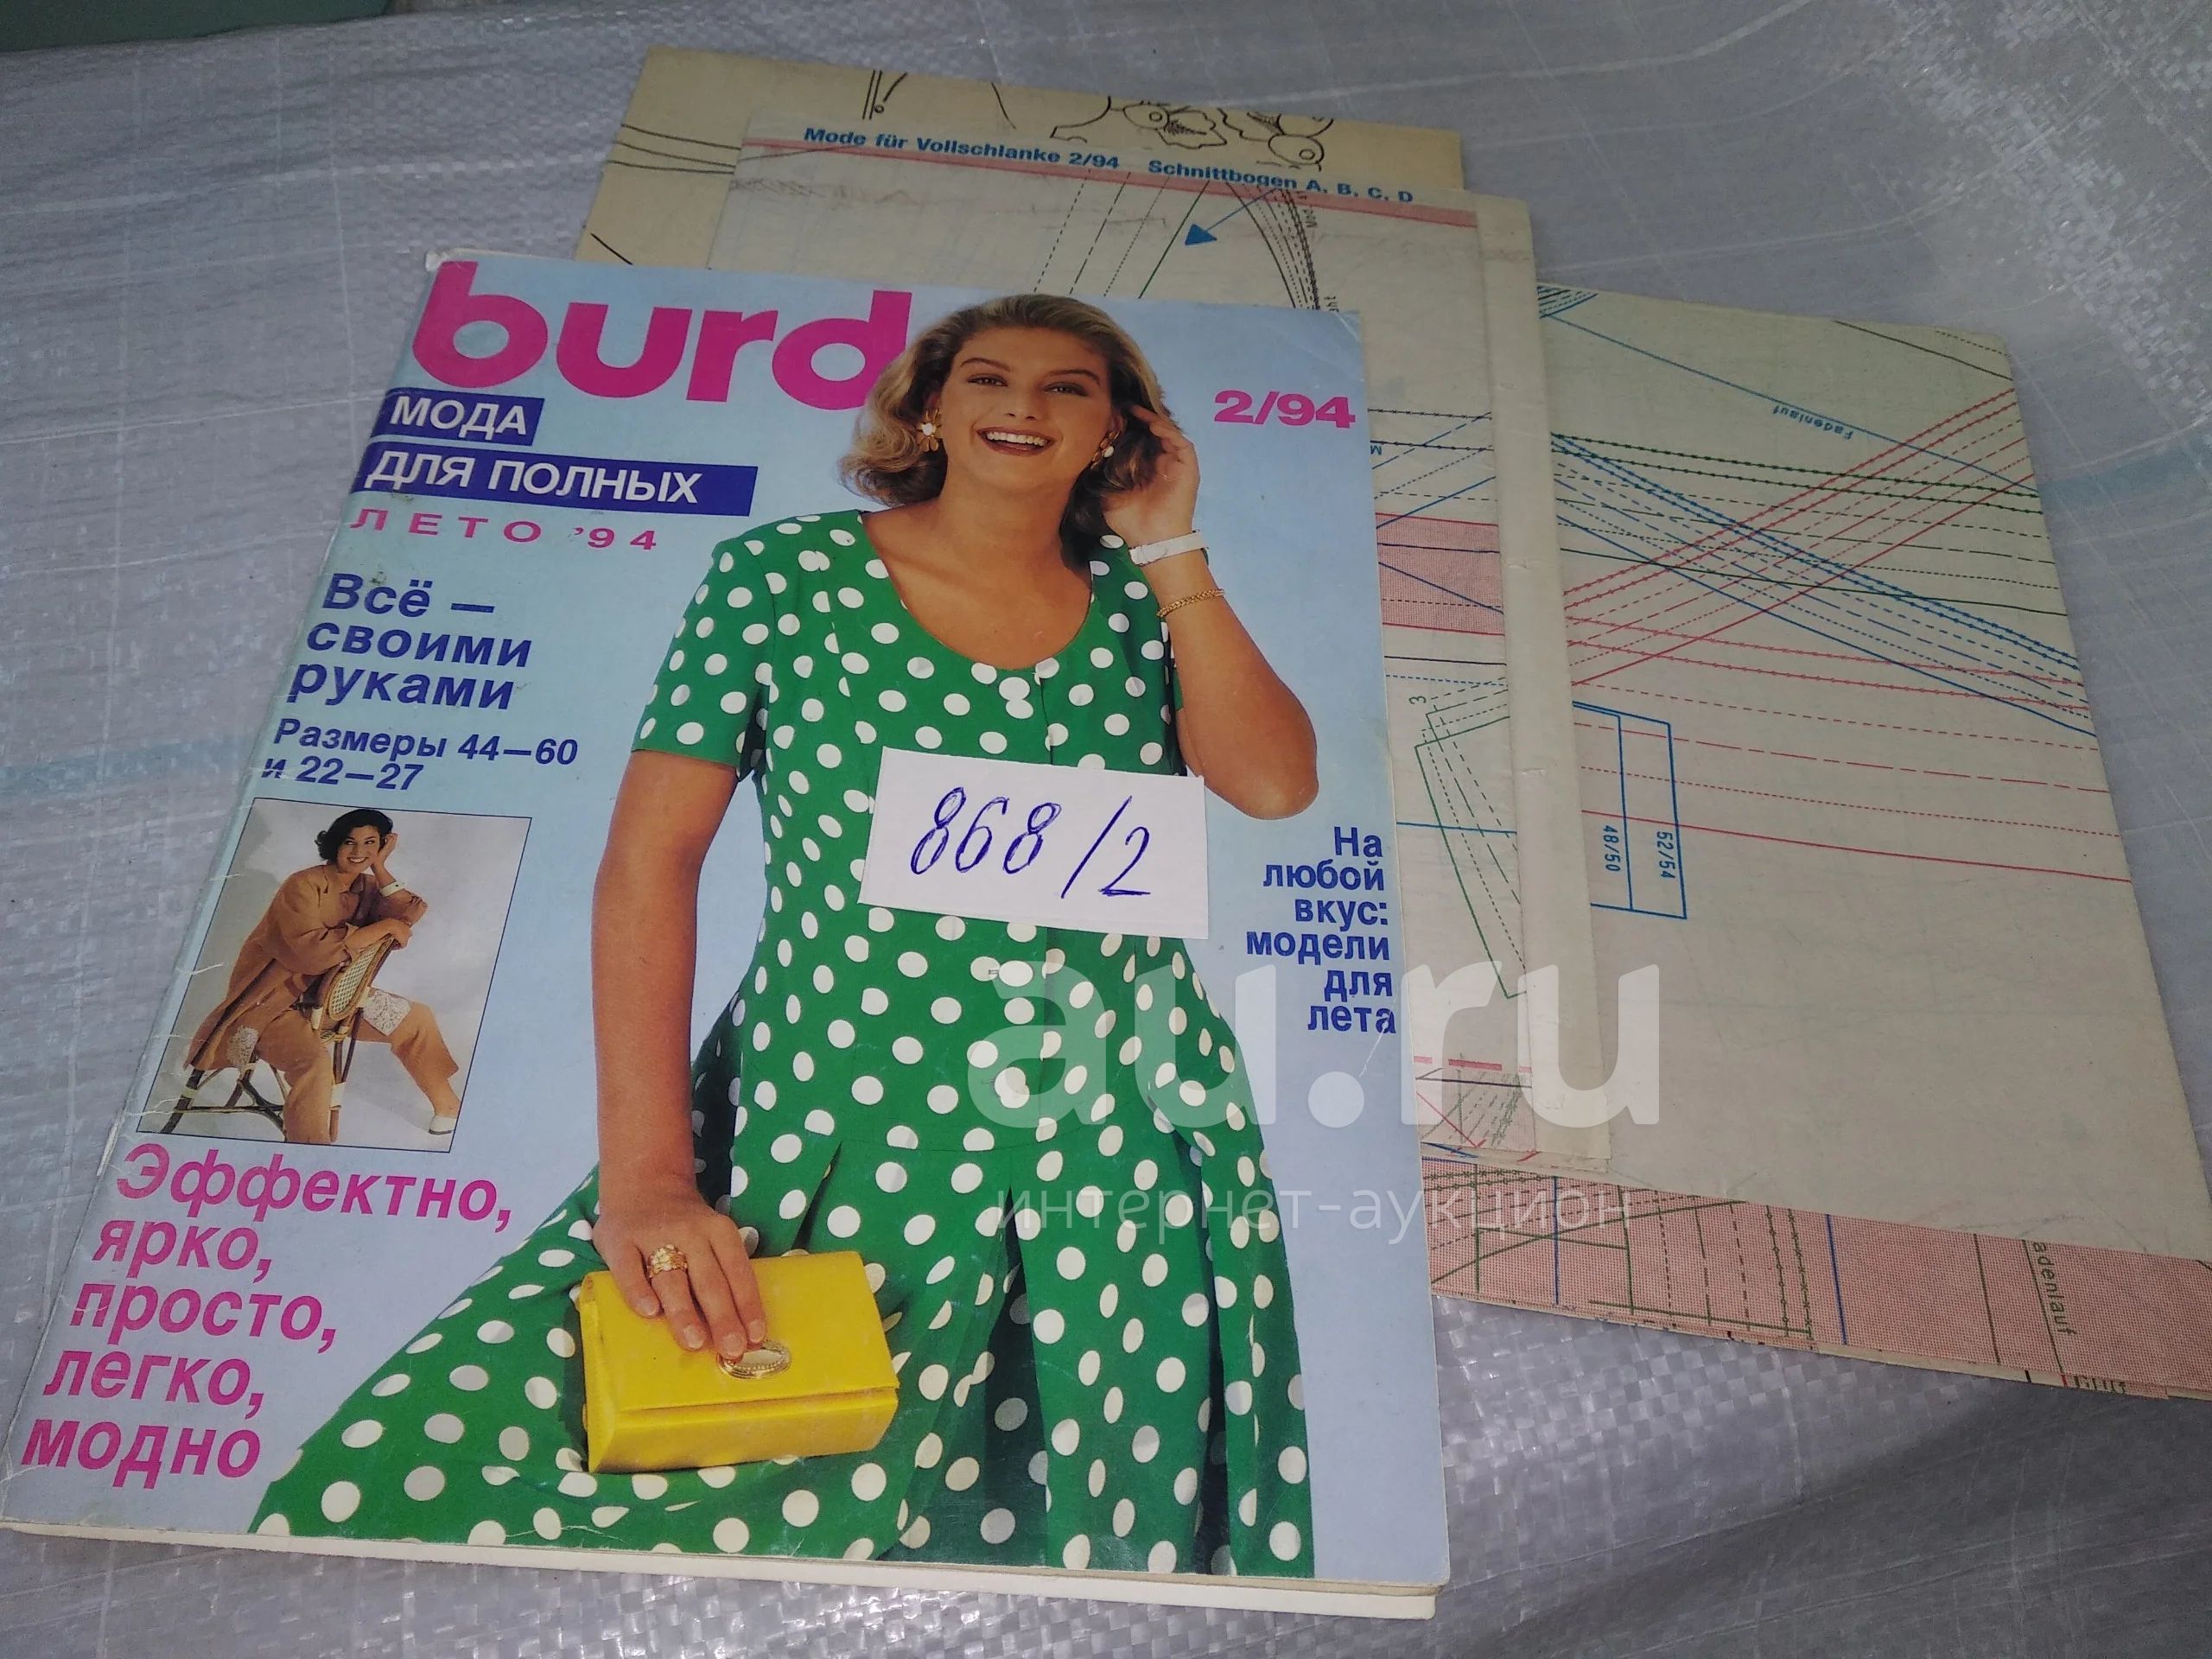 Mode für Vollschlanke 2/94 Schnittbogen A, B, C, D
burd
2/94
МОДА
ДЛЯ ПОЛНЫХ
ЛЕТО '94
Всё –
своими
руками
Размеры 44–60
и 22–27
868/2
На
любой
вкус:
модели
для
лета
Эффектно,
ярко,
просто,
легко,
модно
Fadenlauf
3
48/50
52/54
adenlauf
au.ru
интернет-аукцион